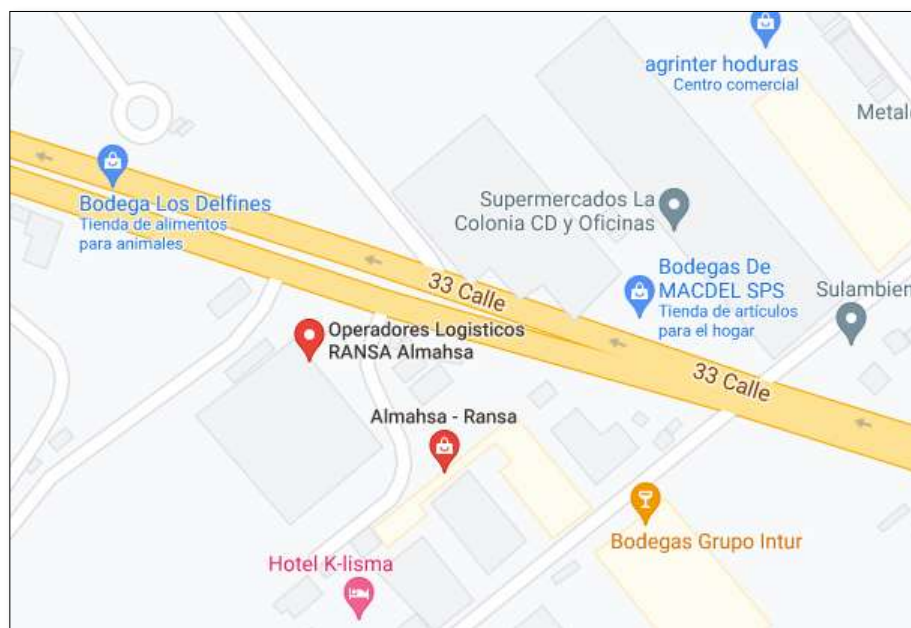 agrinter hoduras
Centro comercial
Bodega Los Delfines
Tienda de alimentos
para animales
Supermercados La
Colonia CD y Oficinas
33 Calle
Bodegas De
MACDEL SPS
Tienda de artículos
para el hogar
Operadores Logisticos
RANSA Almahsa
33 Calle
Almahsa - Ransa
Bodegas Grupo Intur
Hotel K-lisma